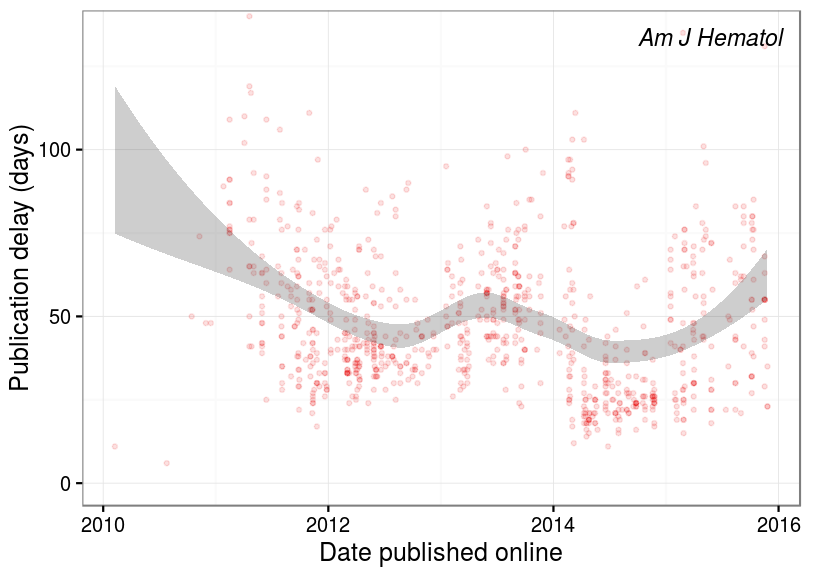 Am J Hematol
Publication delay (days)
100
50
0
2010 2012 2014 2016
Date published online